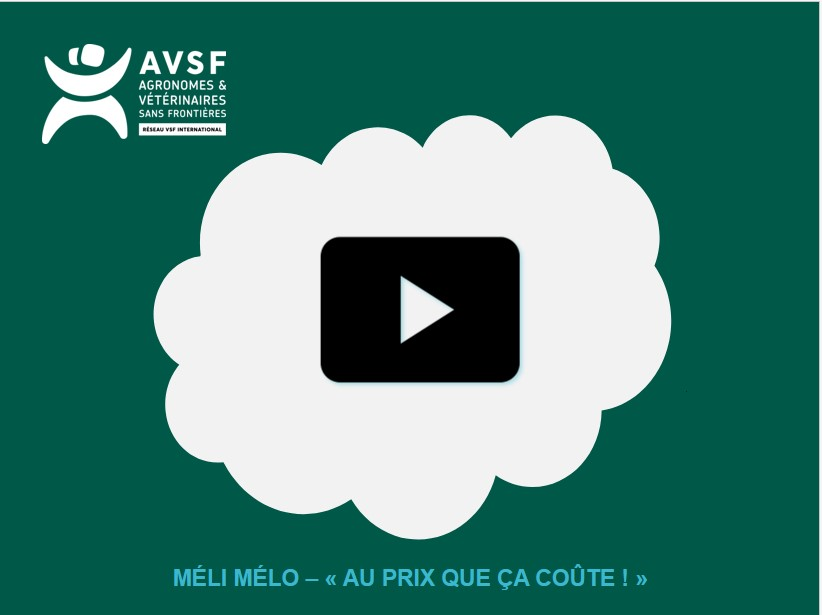 AVSF
AGRONOMES &
VÉTÉRINAIRES
SANS FRONTIÈRES
RÉSEAU VSF INTERNATIONAL
MÉLI MÉLO – « AU PRIX QUE ÇA COÛTE ! »